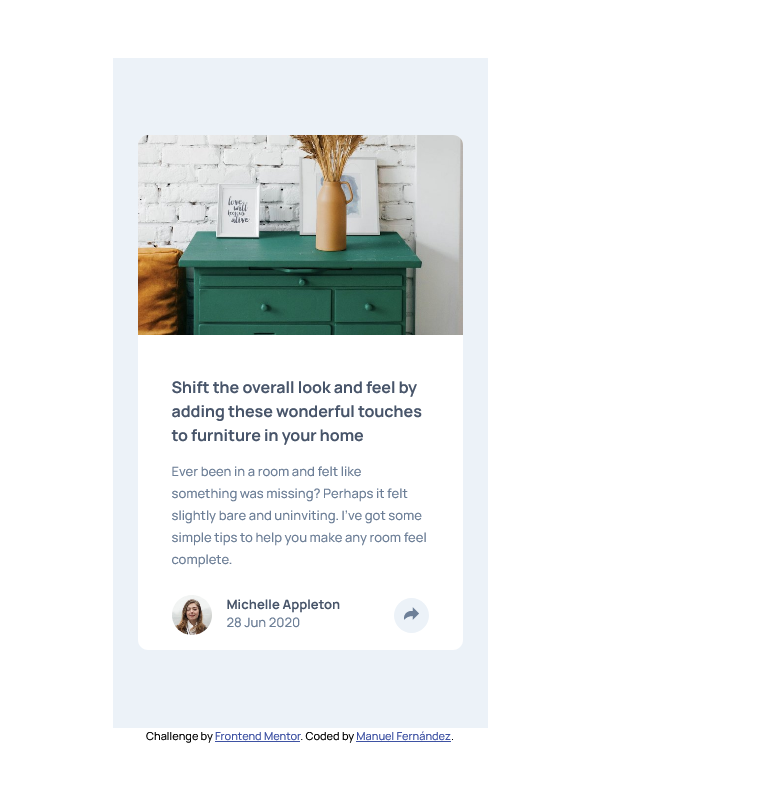 love
will
begins
alive
Shift the overall look and feel by
adding these wonderful touches
to furniture in your home
Ever been in a room and felt like
something was missing? Perhaps it felt
slightly bare and uninviting. I've got some
simple tips to help you make any room feel
complete.
Michelle Appleton
28 Jun 2020
Challenge by Frontend Mentor. Coded by Manuel Fernández.